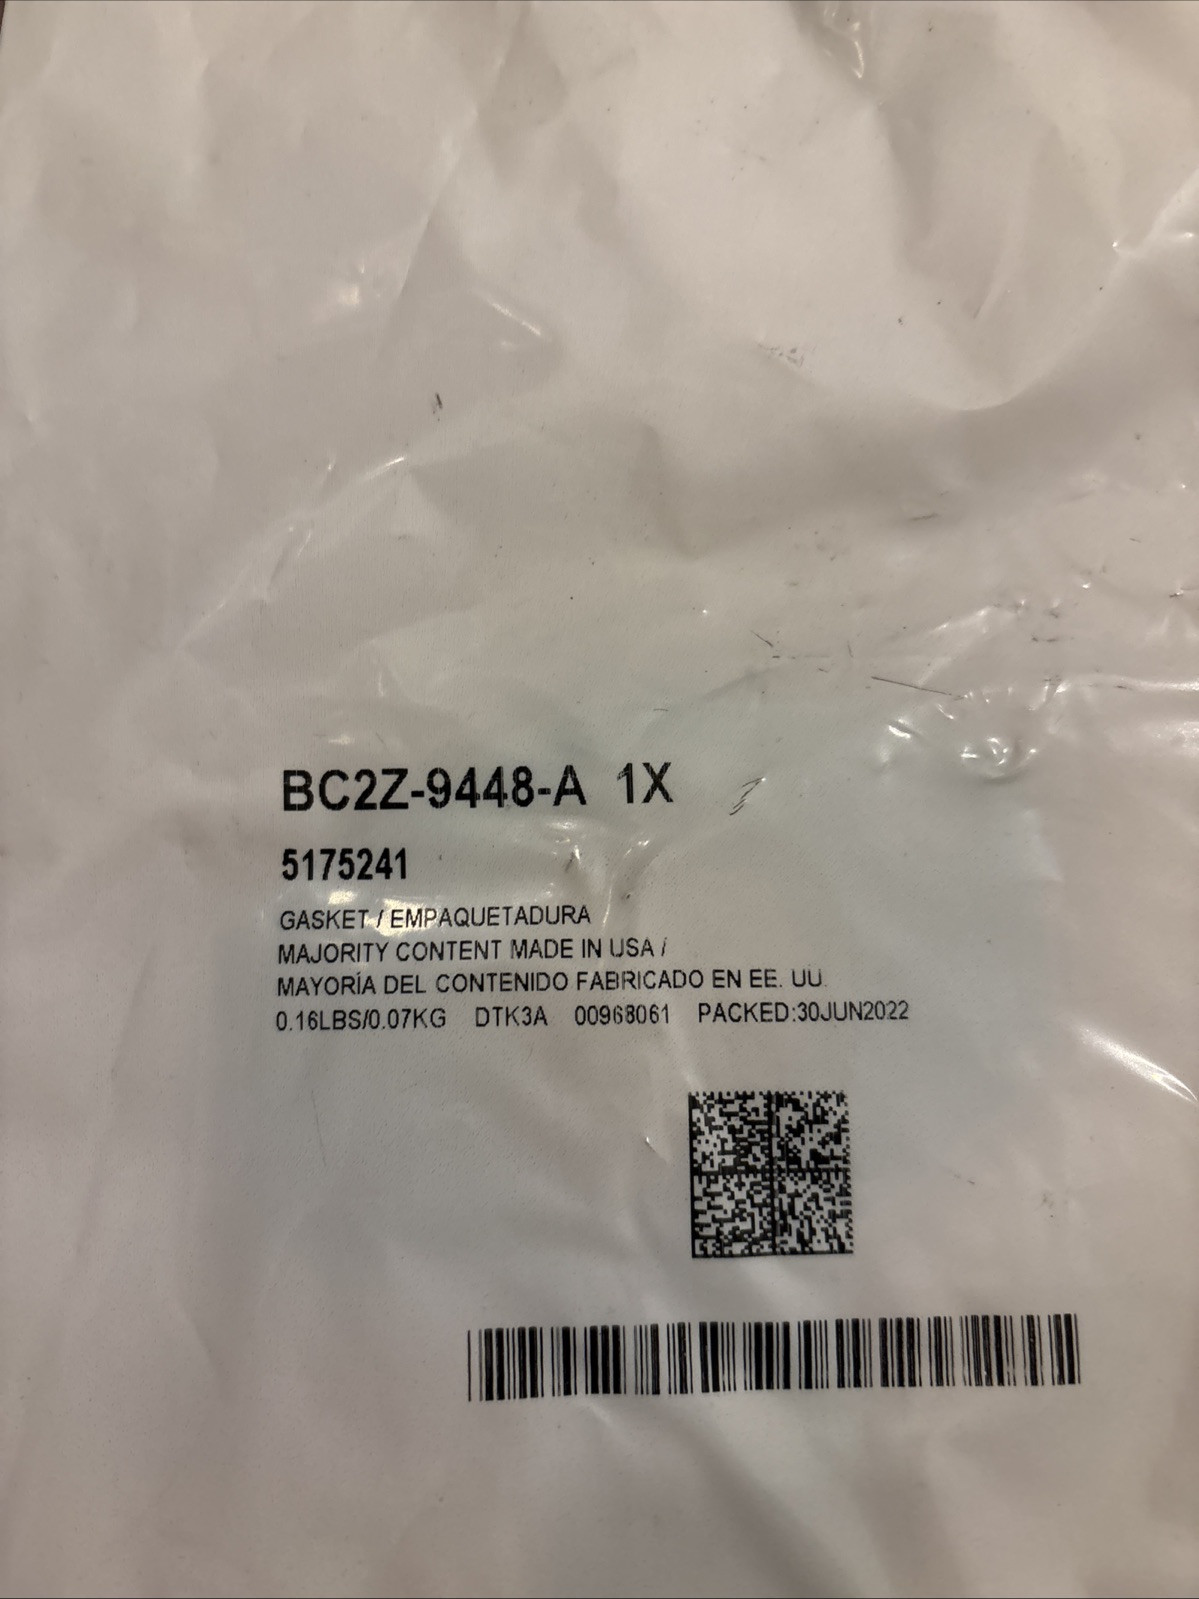 BC2Z-9448-A 1X
5175241
GASKET / EMPAQUETADURA
MAJORITY CONTENT MADE IN USA /
MAYORÍA DEL CONTENIDO FABRICADO EN EE. UU.
0.16LBS/0.07KG DTK3A 00968061 PACKED:30JUN2022